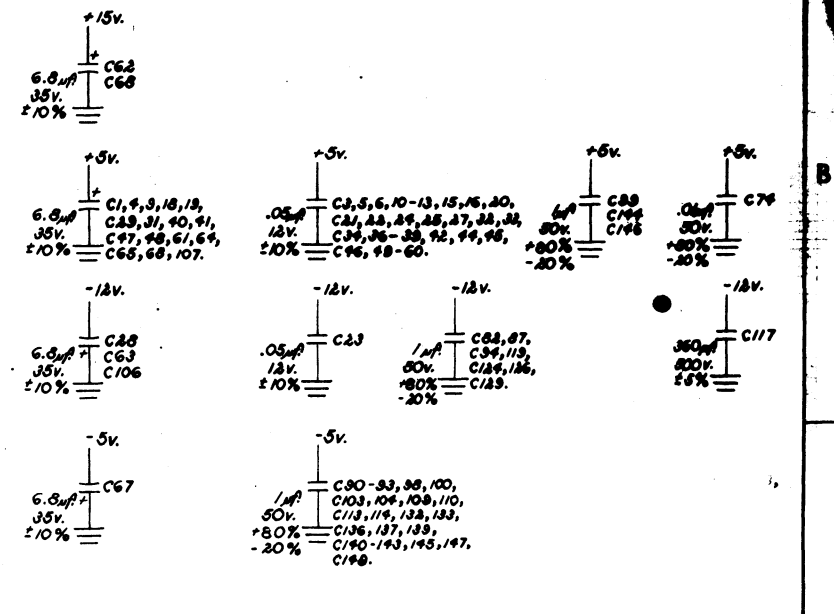 +15v.
+
C62
6.8µf.
C68
35v.
±10%
+5v.
+
C1,4,9,18,19,
6.8µf.
C29,31,40,41,
35v.
C47,48,61,64,
±10%
C65,68,107.
+5v.
C3,5,6,10-13,15,16,20,
.05µf.
C21,22,24,25,27,32,33,
12v.
C34,36-39,42,44,45,
±10%
C46,49-60.
+5v.
C89
1µf.
C144
50v.
C146
+80%
-20%
+5v.
C74
50v.
+80%
-20%
-12v.
C28
6.8µf.
+
C63
35v.
C106
±10%
-12v.
C23
.05µf.
12v.
±10%
-12v.
C82,87,
1µf.
C94,119,
50v.
C124,126,
+80%
C129.
-20%
-12v.
C117
360µµf.
500v.
±5%
-5v.
C67
6.8µf.
+
35v.
±10%
-5v.
C90-93,98,100,
1µf.
C103,104,109,110,
50v.
C113,114,132,133,
+80%
C136,137,139,
-20%
C140-143,145,147,
C148.
B